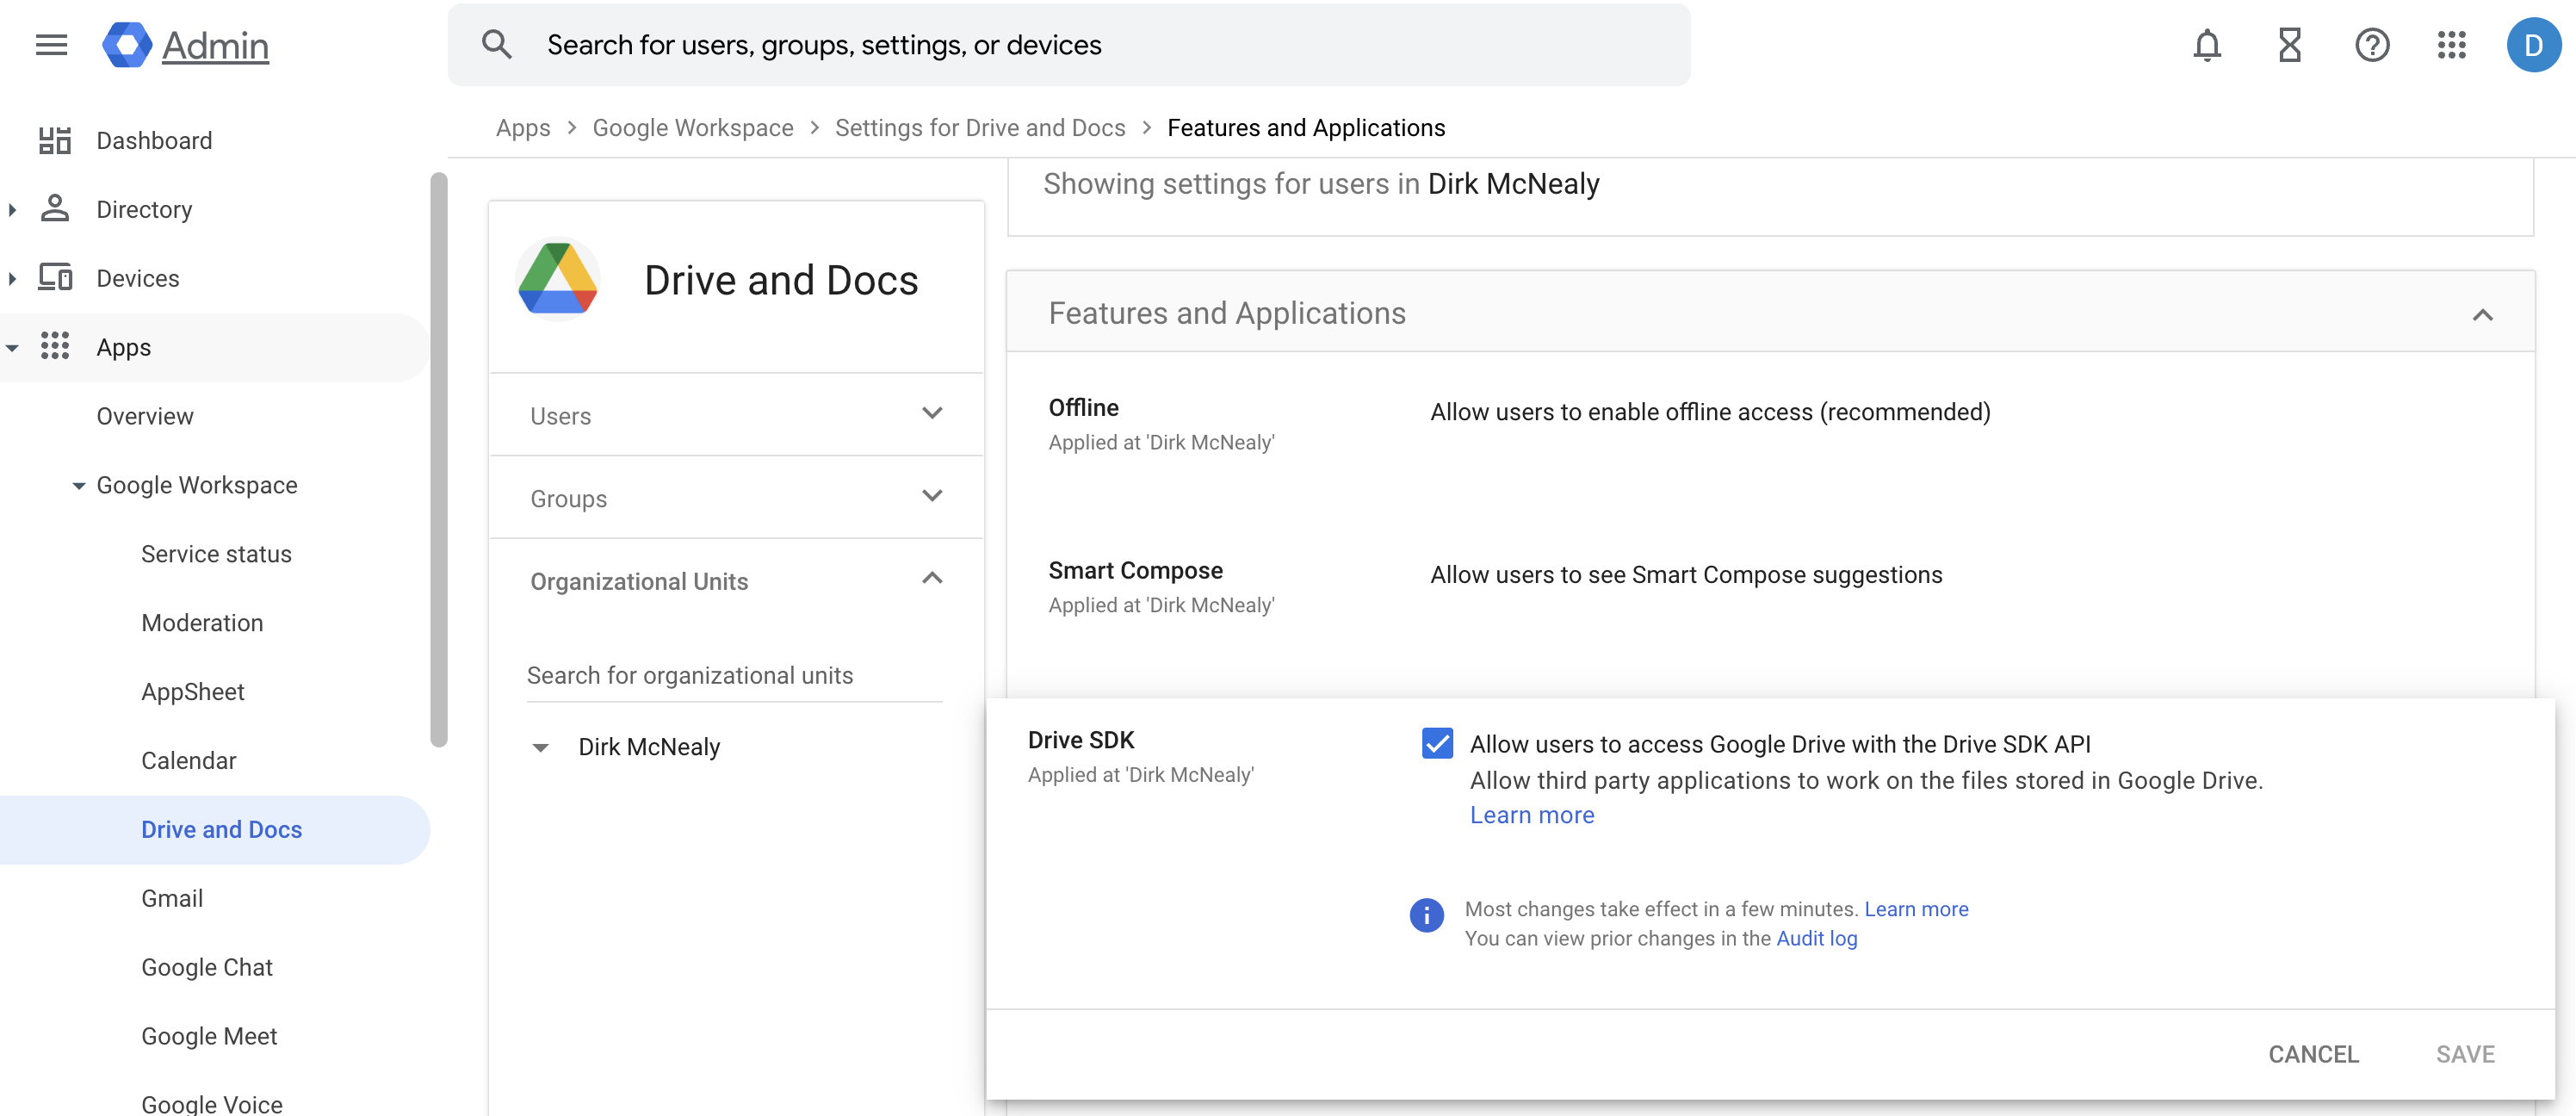 Admin
Search for users, groups, settings, or devices
D
Apps > Google Workspace > Settings for Drive and Docs > Features and Applications
Dashboard
Directory
Devices
Apps
Overview
Google Workspace
Service status
Moderation
AppSheet
Calendar
Drive and Docs
Gmail
Google Chat
Google Meet
Google Voice
Drive and Docs
Users
Groups
Organizational Units
Search for organizational units
Dirk McNealy
Showing settings for users in Dirk McNealy
Features and Applications
Offline
Applied at 'Dirk McNealy'
Allow users to enable offline access (recommended)
Smart Compose
Applied at 'Dirk McNealy'
Allow users to see Smart Compose suggestions
Drive SDK
Applied at 'Dirk McNealy'
Allow users to access Google Drive with the Drive SDK API
Allow third party applications to work on the files stored in Google Drive.
Learn more
Most changes take effect in a few minutes. Learn more
You can view prior changes in the Audit log
CANCEL
SAVE